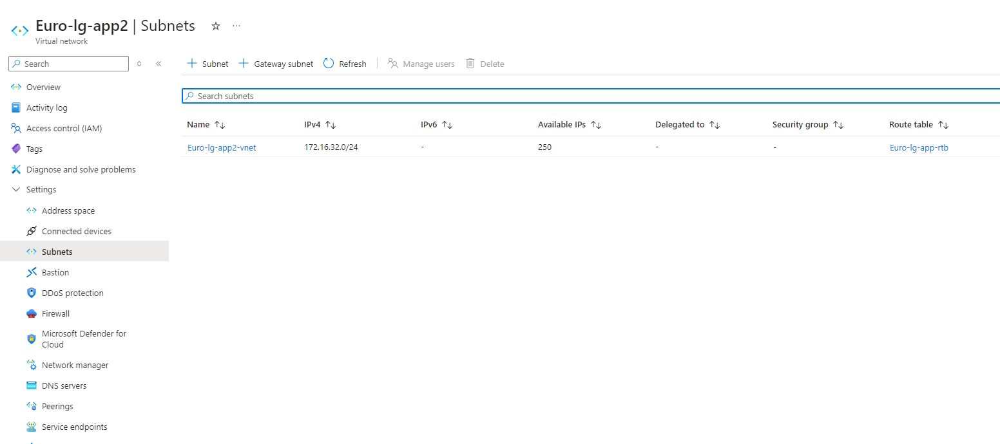 Euro-lg-app2 | Subnets
Virtual network
Search
Overview
Activity log
Access control (IAM)
Tags
Diagnose and solve problems
Settings
Address space
Connected devices
Subnets
Bastion
DDoS protection
Firewall
Microsoft Defender for
Cloud
Network manager
DNS servers
Peerings
Service endpoints
Subnet Gateway subnet Refresh Manage users Delete
Search subnets
Name IPv4 IPv6 Available IPs Delegated to Security group Route table
Euro-lg-app2-vnet 172.16.32.0/24 - 250 - - Euro-lg-app-rtb